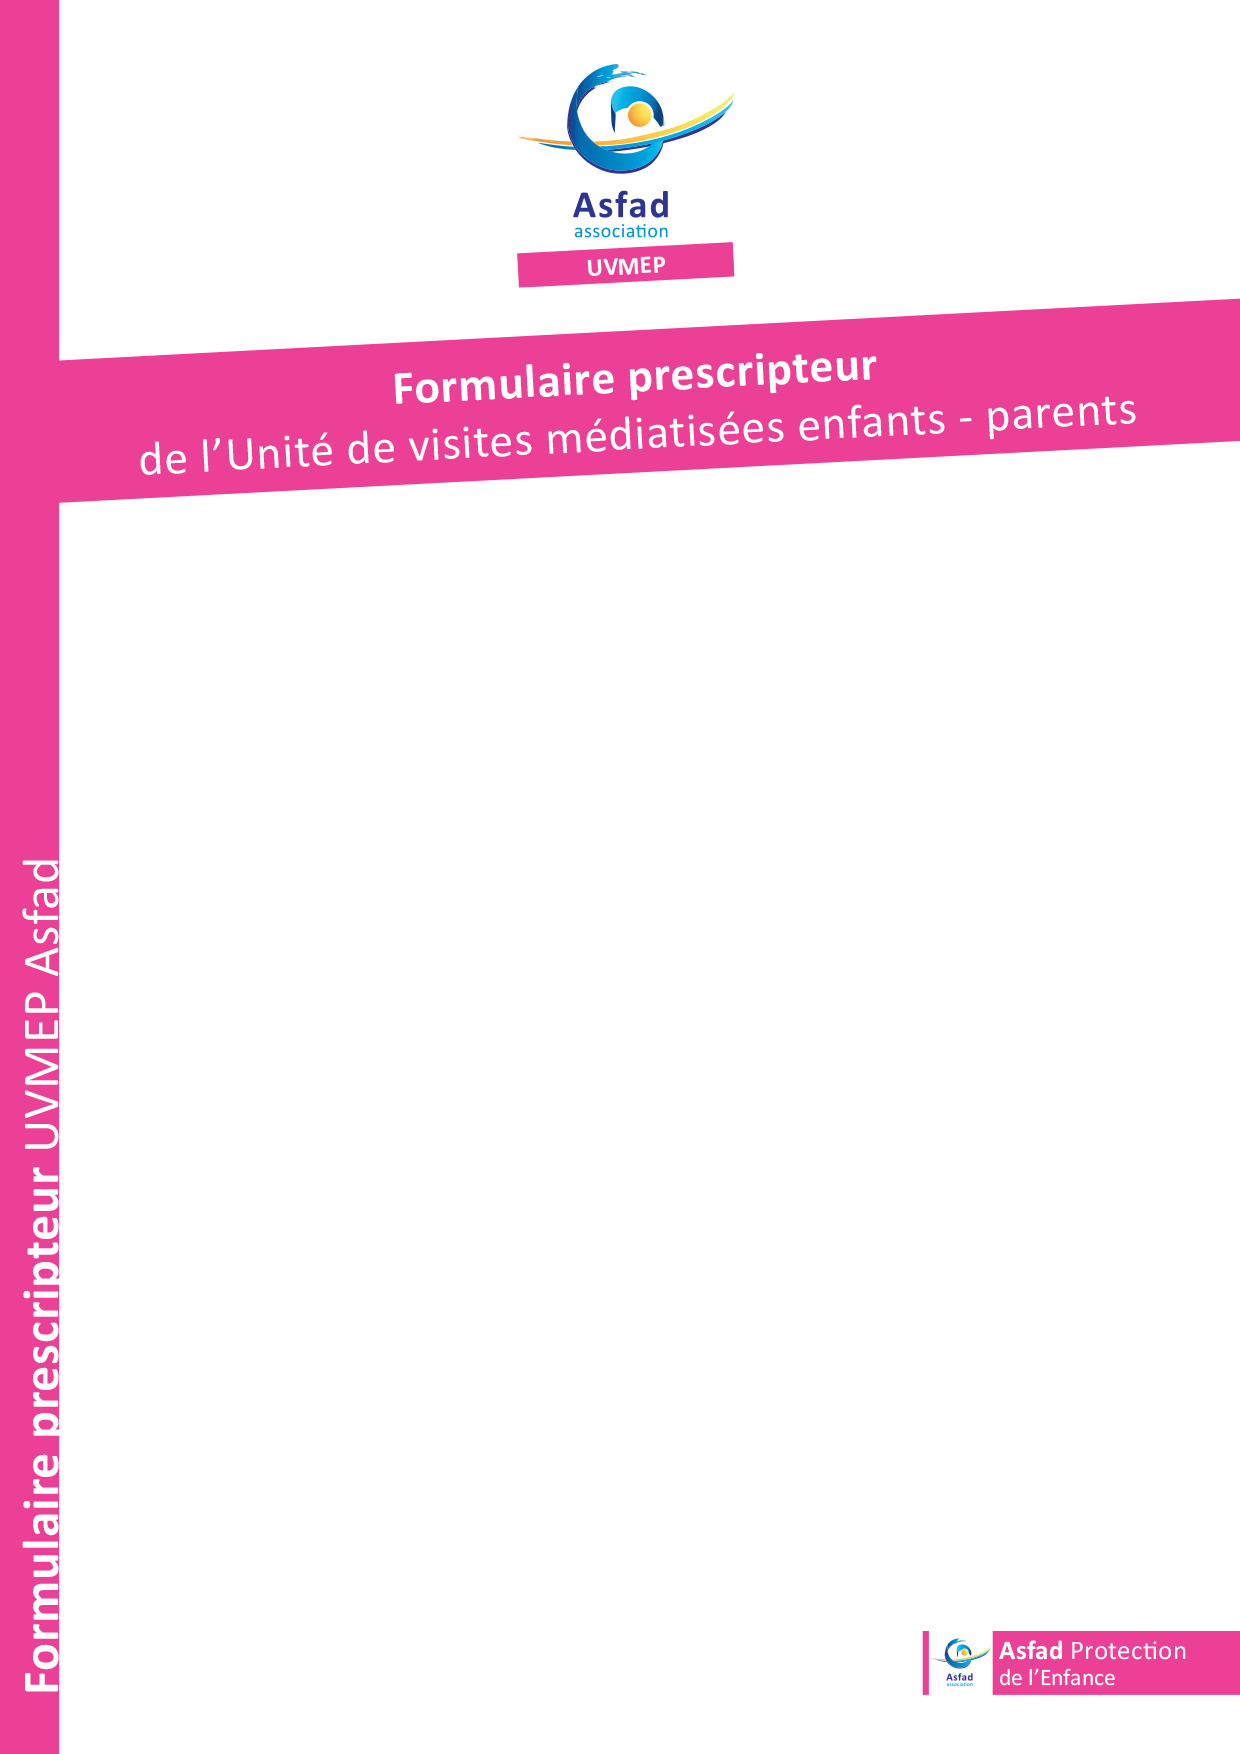 Asfad
association
UVMEP
Formulaire prescripteur
de l’Unité de visites médiatisées enfants - parents
Formulaire prescripteur UVMEP Asfad
Asfad
association
Asfad Protection
de l’Enfance